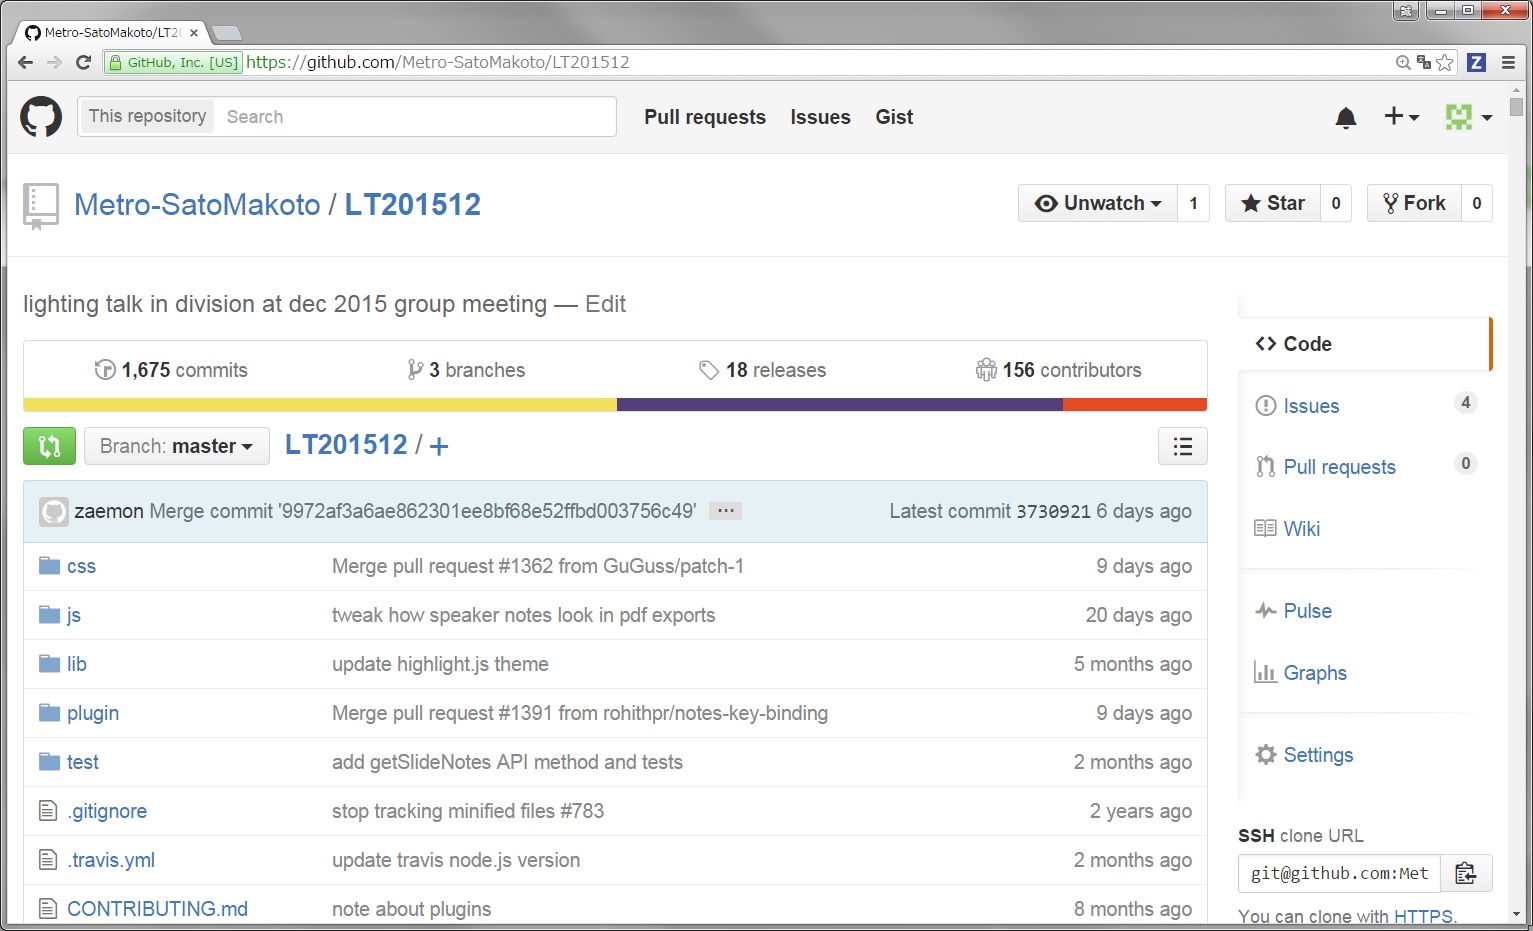 Metro-SatoMakoto/LT20
GitHub, Inc. [US] https://github.com/Metro-SatoMakoto/LT201512
Z
This repository Search Pull requests Issues Gist
Metro-SatoMakoto / LT201512 Unwatch 1 Star 0 Fork 0
lighting talk in division at dec 2015 group meeting — Edit
1,675 commits 3 branches 18 releases 156 contributors
Branch: master LT201512 / +
zaemon Merge commit '9972af3a6ae862301ee8bf68e52ffbd003756c49' ... Latest commit 3730921 6 days ago
css Merge pull request #1362 from GuGuss/patch-1 9 days ago
js tweak how speaker notes look in pdf exports 20 days ago
lib update highlight.js theme 5 months ago
plugin Merge pull request #1391 from rohithpr/notes-key-binding 9 days ago
test add getSlideNotes API method and tests 2 months ago
.gitignore stop tracking minified files #783 2 years ago
.travis.yml update travis node.js version 2 months ago
CONTRIBUTING.md note about plugins 8 months ago
Code
Issues 4
Pull requests 0
Wiki
Pulse
Graphs
Settings
SSH clone URL
git@github.com:Met
You can clone with HTTPS,